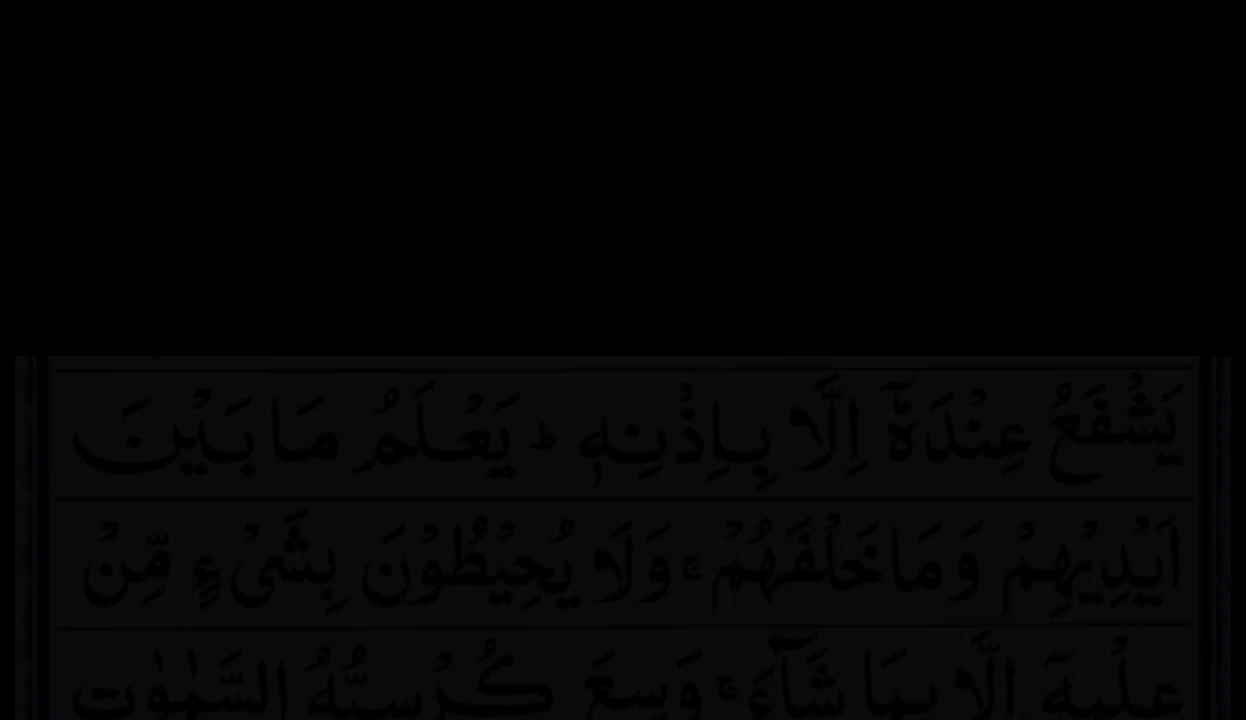 يَشْفَعُ عِنْدَهٗٓ اِلَّا بِاِذْنِهٖ ؕ يَعْلَمُ مَا بَيْنَ
اَيْدِيْهِمْ وَمَا خَلْفَهُمْ ۚ وَلَا يُحِيْطُوْنَ بِشَىْءٍ مِّنْ
عِلْمِهٖٓ اِلَّا بِمَا شَآءَ ۚ وَسِعَ كُرْسِيُّهُ السَّمٰوٰتِ